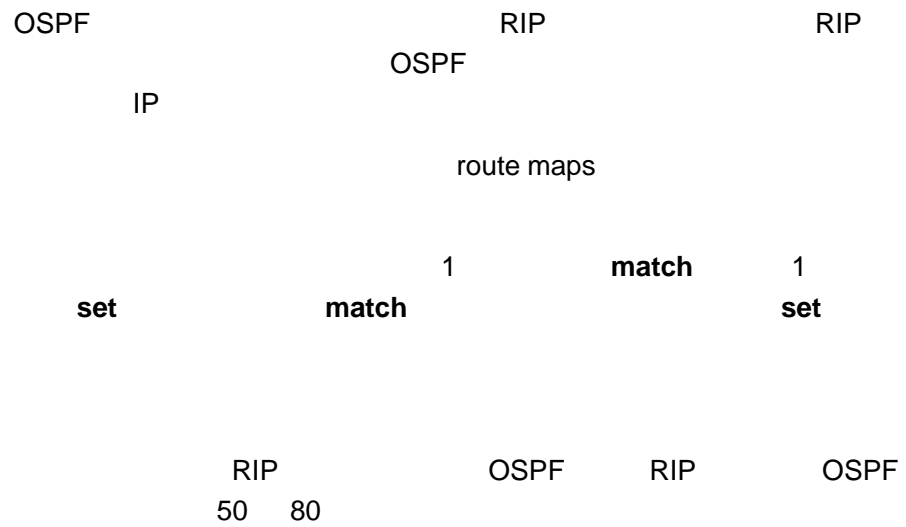 OSPF RIP RIP
OSPF
IP
route maps
1 match 1
set match set
RIP OSPF RIP OSPF
50 80